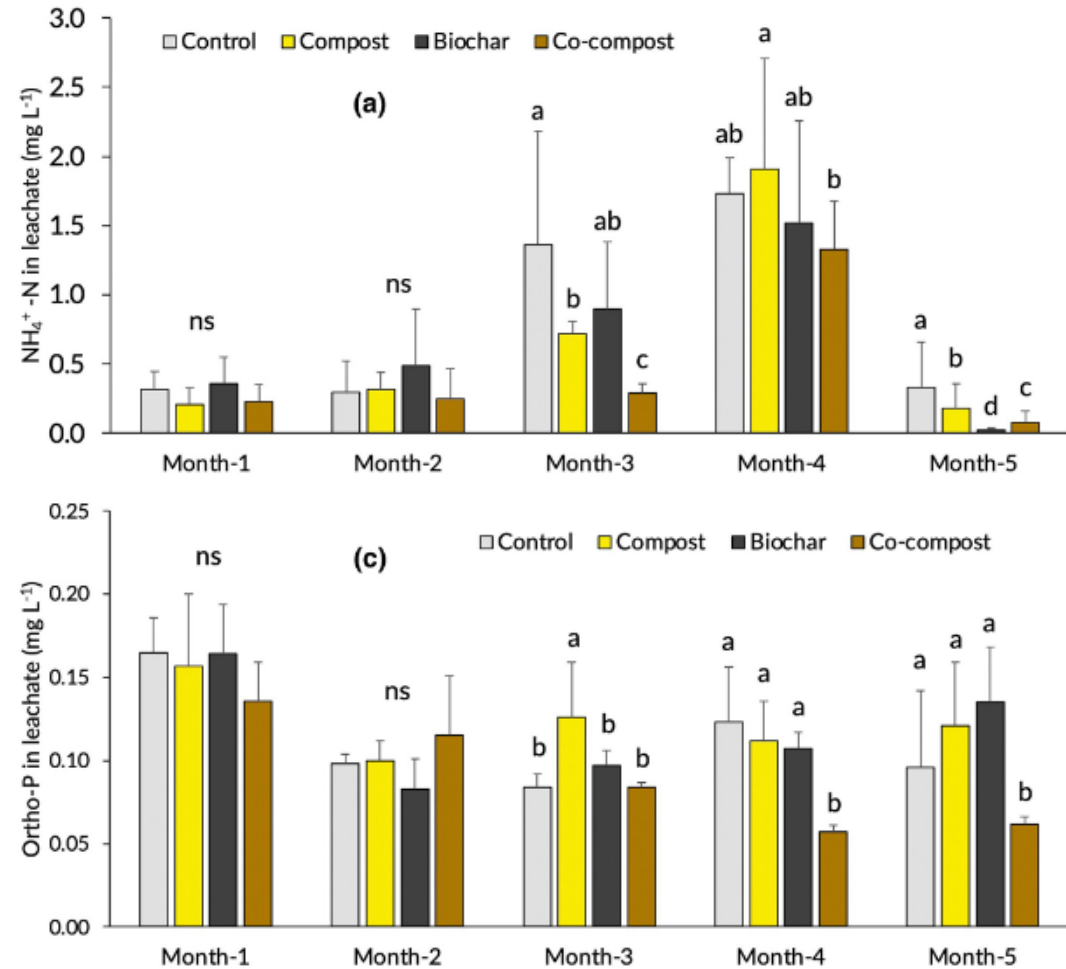 3.0
Control Compost Biochar Co-compost
a
2.5
(a)
a
ab
2.0
ab
b
ab
1.5
NH₄⁺ -N in leachate (mg L⁻¹)
ns
1.0
ns
b
a
b
c
0.5
c
d
0.0
Month-1 Month-2 Month-3 Month-4 Month-5
0.25
Control Compost Biochar Co-compost
ns
(c)
0.20
a a a a
a
a
a
0.15
ns
b
b
b
0.10
Ortho-P in leachate (mg L⁻¹)
b
b
0.05
0.00
Month-1 Month-2 Month-3 Month-4 Month-5